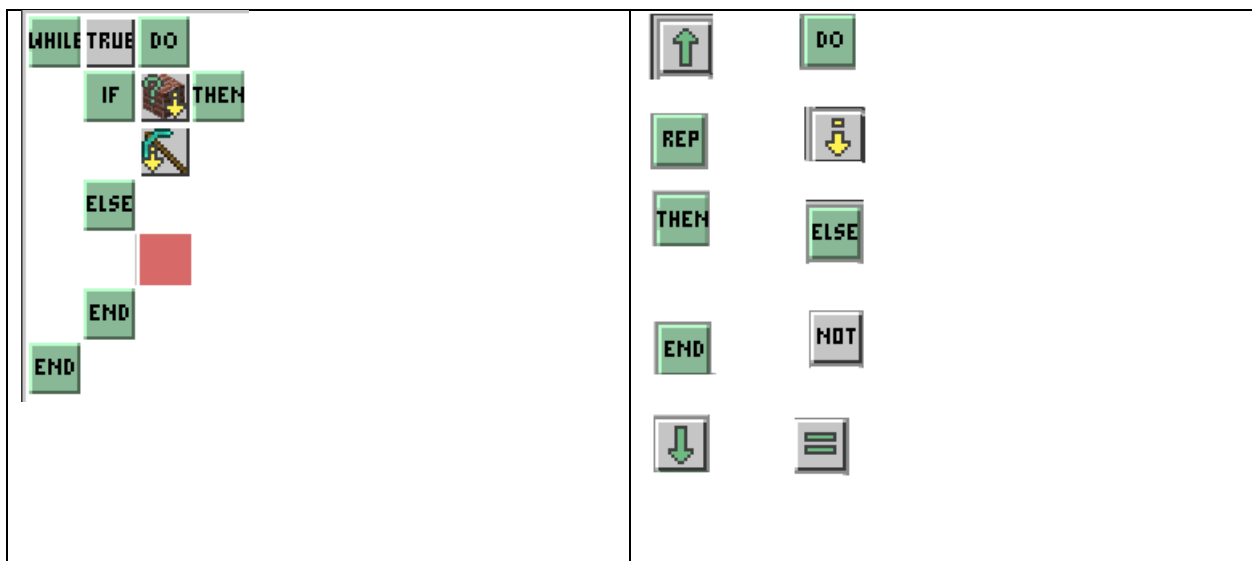 WHILE TRUE DO
IF THEN
ELSE
END
END
DO
REP
THEN
ELSE
END
NOT